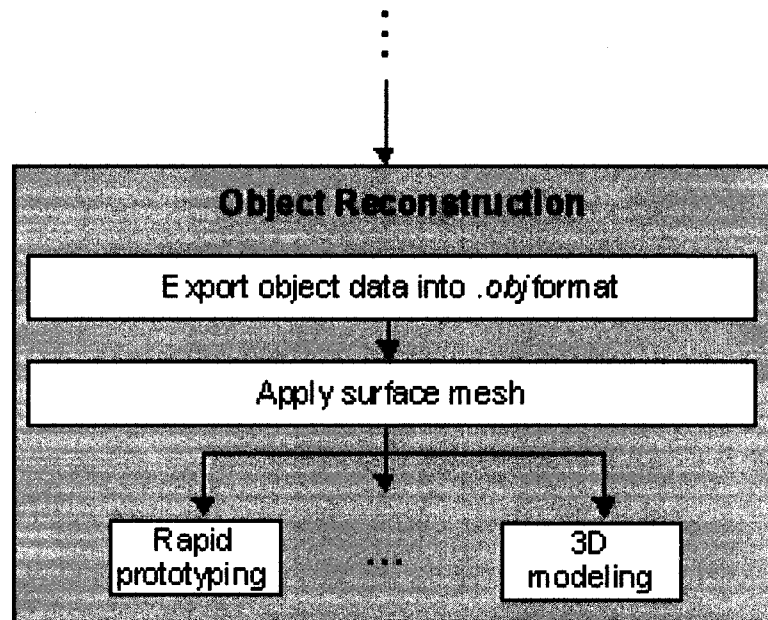 Object Reconstruction
Export object data into .obj format
Apply surface mesh
Rapid
prototyping
...
3D
modeling